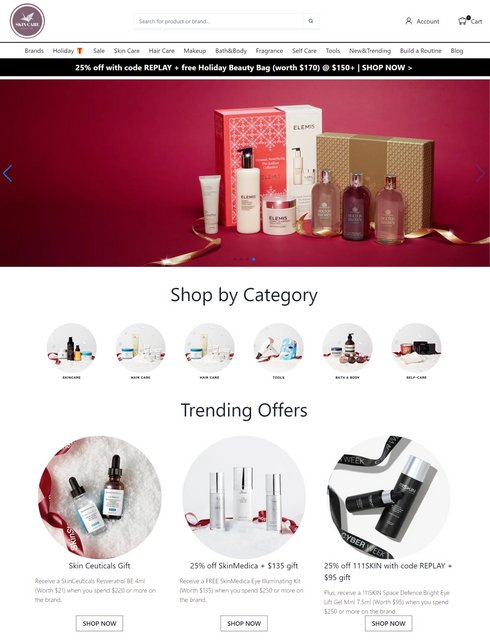 SKIN CARE
Search for product or brand...
Account
Cart
Brands Holiday Sale Skin Care Hair Care Makeup Bath&Body Fragrance Self Care Tools New&Trending Build a Routine Blog
25% off with code REPLAY + free Holiday Beauty Bag (worth $170) @ $150+ | SHOP NOW >
ELEMIS
ELEMIS
ELEMIS
ELEMIS
Shop by Category
SKINCARE
HAIR CARE
HAIR CARE
TOOLS
BATH & BODY
SELF-CARE
Trending Offers
WEEK
CYBER WEEK
Skin Ceuticals Gift
25% off SkinMedica + $135 gift
25% off 111SKIN with code REPLAY +
$95 gift
Receive a SkinCeuticals Resveratrol BE 4ml
(Worth $21) when you spend $220 or more on
the brand.
Receive a FREE SkinMedica Eye Illuminating Kit
(Worth $135) when you spend $250 or more on
the brand.
Plus, receive a 111SKIN Space Defence Bright Eye
Lift Gel Mini 7.5ml (Worth $95) when you spend
$250 or more on the brand.
SHOP NOW
SHOP NOW
SHOP NOW